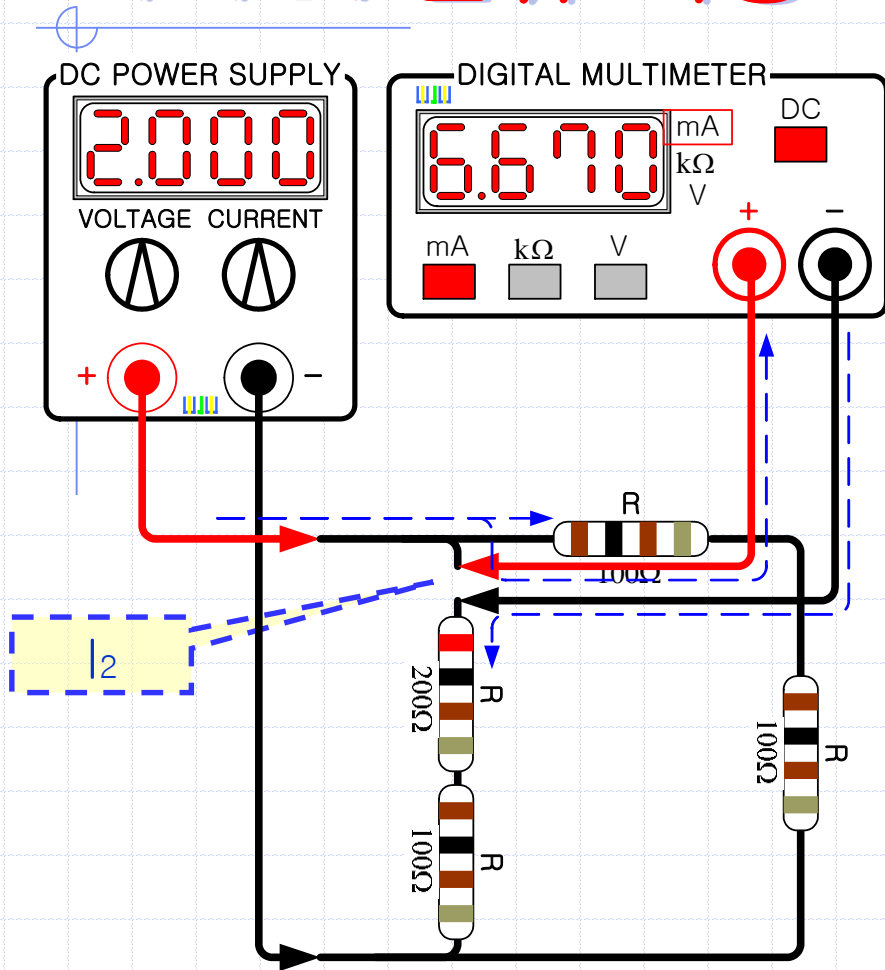 DC POWER SUPPLY
2.000
VOLTAGE CURRENT
+ −
DIGITAL MULTIMETER
6.670
mA
kΩ
V
DC
mA kΩ V
+ −
R
100Ω
I2
R
200Ω
R
100Ω
R
100Ω